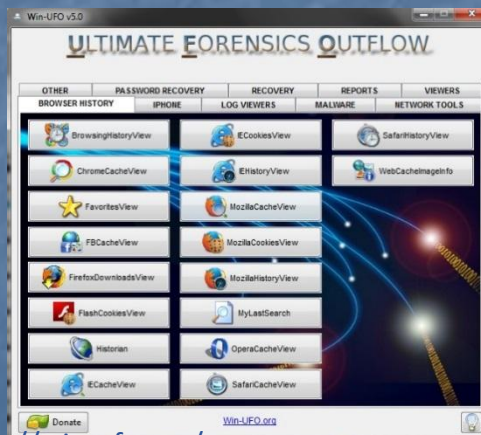 Win-UFO v5.0
ULTIMATE FORENSICS OUTFLOW
OTHER PASSWORD RECOVERY RECOVERY REPORTS VIEWERS
BROWSER HISTORY IPHONE LOG VIEWERS MALWARE NETWORK TOOLS
BrowsingHistoryView IECookiesView SafariHistoryView
ChromeCacheView IEHistoryView WebCacheImageInfo
FavoritesView MozillaCacheView
FBCacheView MozillaCookiesView
FirefoxDownloadsView MozillaHistoryView
FlashCookiesView MyLastSearch
Historian OperaCacheView
IECacheView SafariCacheView
Donate Win-UFO.org